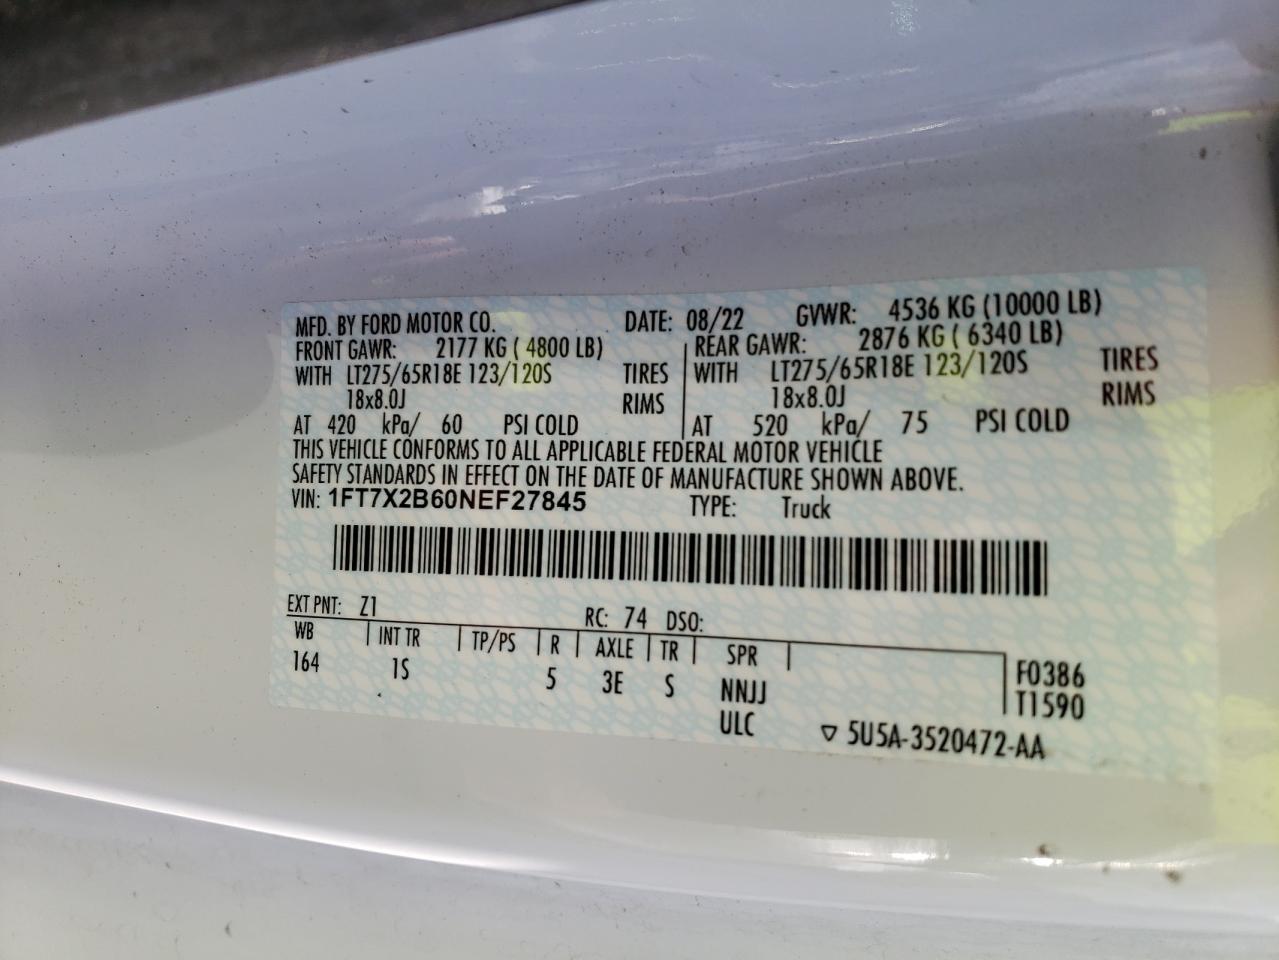 MFD. BY FORD MOTOR CO. DATE: 08/22 GVWR: 4536 KG (10000 LB)
FRONT GAWR: 2177 KG ( 4800 LB) REAR GAWR: 2876 KG ( 6340 LB)
WITH LT275/65R18E 123/120S TIRES WITH LT275/65R18E 123/120S TIRES
18x8.0J RIMS 18x8.0J RIMS
AT 420 kPa/ 60 PSI COLD AT 520 kPa/ 75 PSI COLD
THIS VEHICLE CONFORMS TO ALL APPLICABLE FEDERAL MOTOR VEHICLE
SAFETY STANDARDS IN EFFECT ON THE DATE OF MANUFACTURE SHOWN ABOVE.
VIN: 1FT7X2B60NEF27845 TYPE: Truck
EXT PNT: Z1 RC: 74 DSO:
WB INT TR TP/PS R AXLE TR SPR
164 1S 5 3E S NNJJ F0386
ULC T1590
▽ 5U5A-3520472-AA